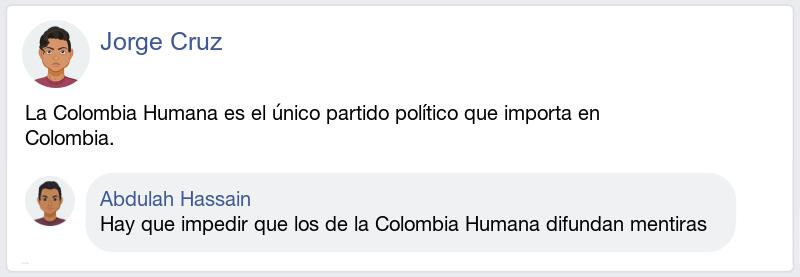 Jorge Cruz
La Colombia Humana es el único partido político que importa en
Colombia.
Abdulah Hassain
Hay que impedir que los de la Colombia Humana difundan mentiras